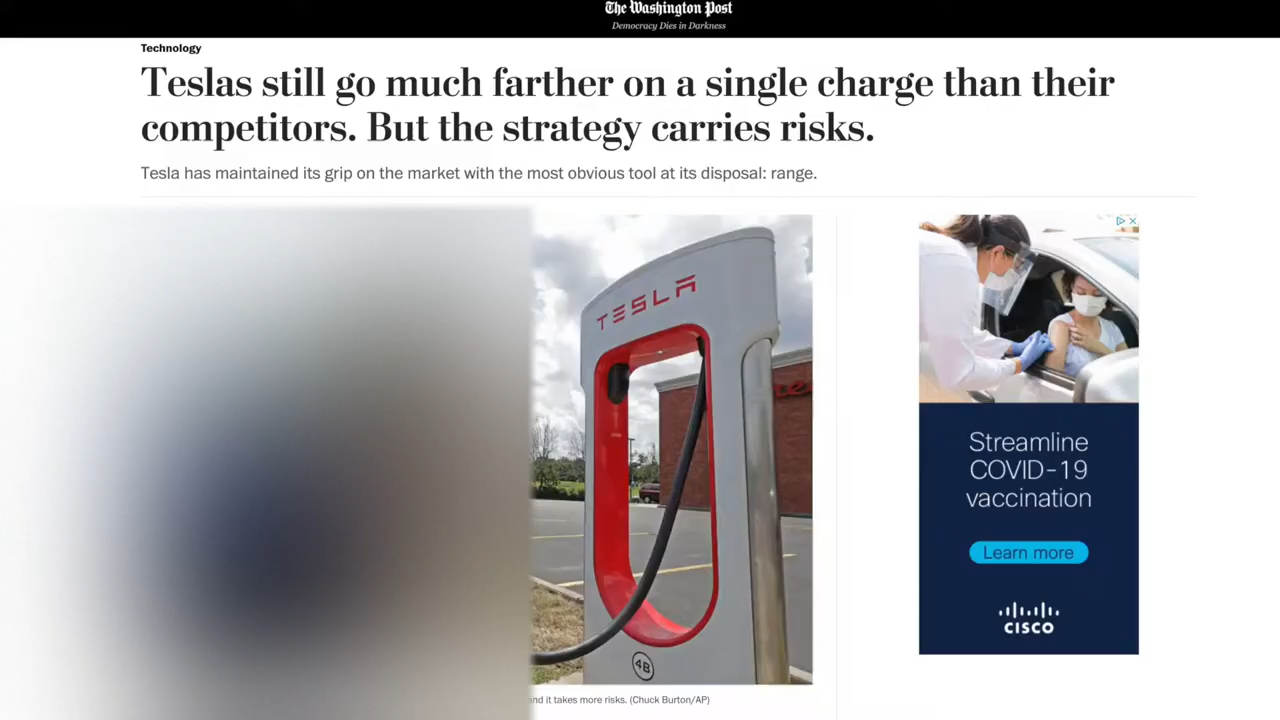 The Washington Post
Democracy Dies in Darkness
Technology
Teslas still go much farther on a single charge than their
competitors. But the strategy carries risks.
Tesla has maintained its grip on the market with the most obvious tool at its disposal: range.
TESLA
4B
and it takes more risks. (Chuck Burton/AP)
Streamline
COVID-19
vaccination
Learn more
CISCO